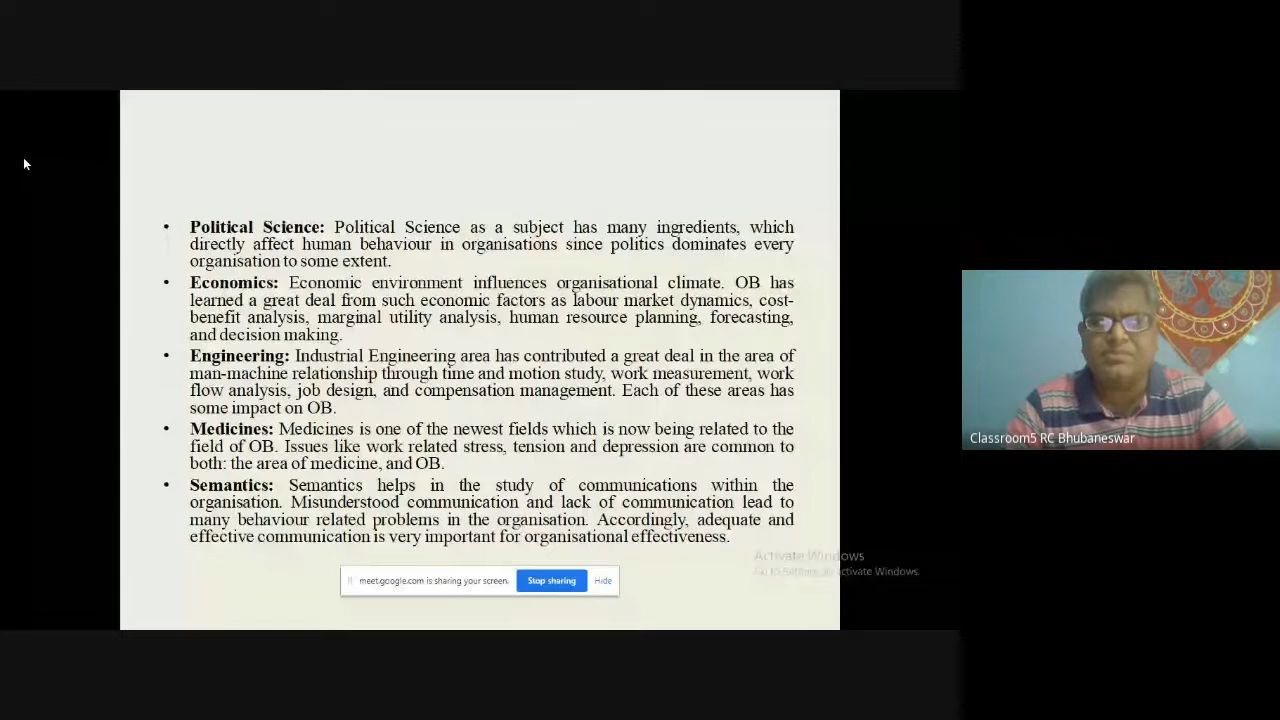 • Political Science: Political Science as a subject has many ingredients, which
directly affect human behaviour in organisations since politics dominates every
organisation to some extent.
• Economics: Economic environment influences organisational climate. OB has
learned a great deal from such economic factors as labour market dynamics, cost-
benefit analysis, marginal utility analysis, human resource planning, forecasting,
and decision making.
• Engineering: Industrial Engineering area has contributed a great deal in the area of
man-machine relationship through time and motion study, work measurement, work
flow analysis, job design, and compensation management. Each of these areas has
some impact on OB.
• Medicines: Medicines is one of the newest fields which is now being related to the
field of OB. Issues like work related stress, tension and depression are common to
both: the area of medicine, and OB.
• Semantics: Semantics helps in the study of communications within the
organisation. Misunderstood communication and lack of communication lead to
many behaviour related problems in the organisation. Accordingly, adequate and
effective communication is very important for organisational effectiveness.
meet.google.com is sharing your screen. Stop sharing Hide
Activate Windows
Go to Settings to activate Windows.
Classroom5 RC Bhubaneswar